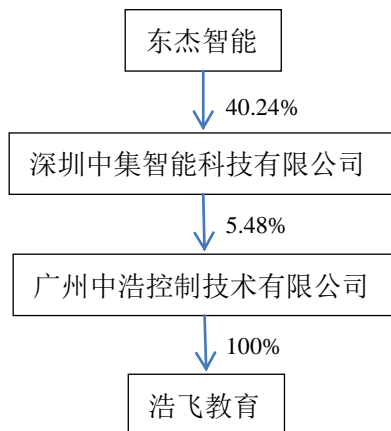 东杰智能
40.24%
深圳中集智能科技有限公司
5.48%
广州中浩控制技术有限公司
100%
浩飞教育